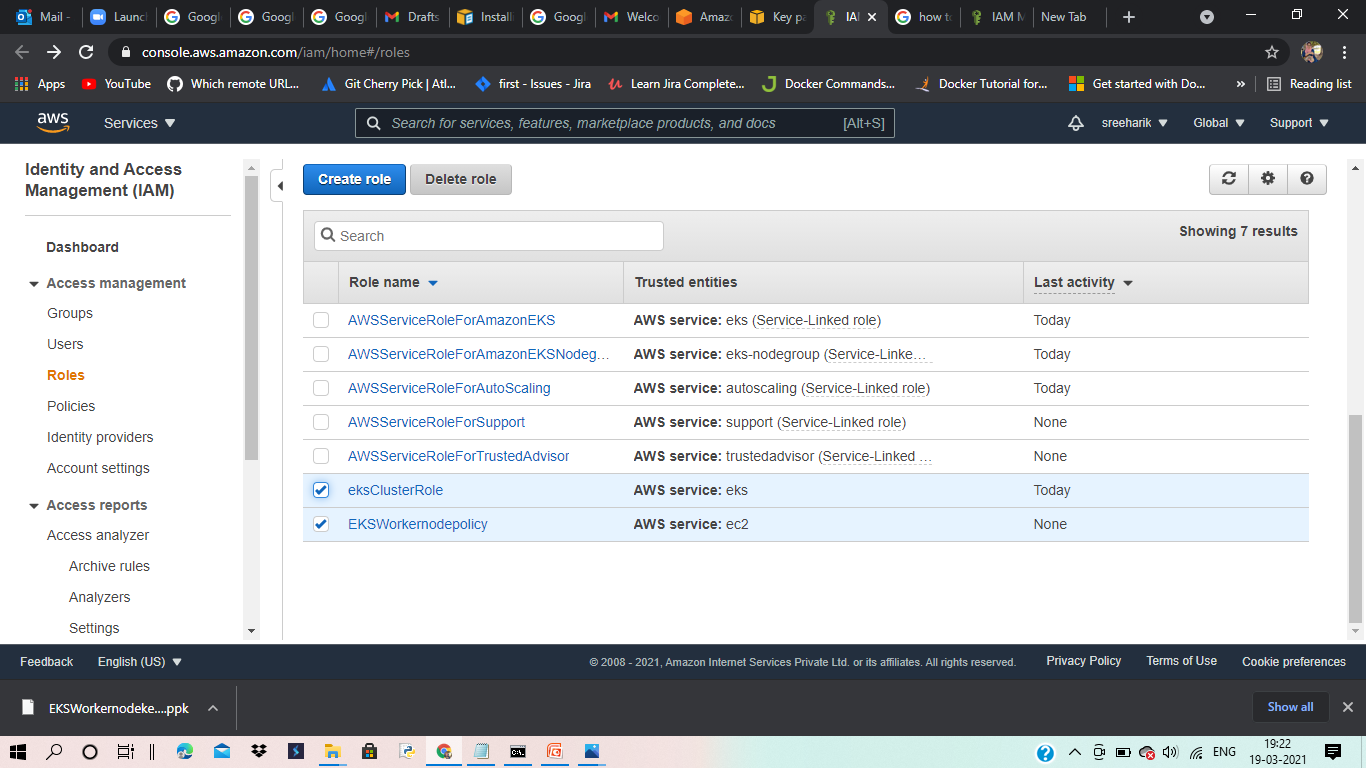 Mail -
Launch
Googl
Googl
Googl
Drafts
Install
Googl
Welco
Amazo
Key pa
IA
how to
IAM M
New Tab
console.aws.amazon.com/iam/home#/roles
Apps
YouTube
Which remote URL...
Git Cherry Pick | Atl...
first - Issues - Jira
Learn Jira Complete...
Docker Commands...
Docker Tutorial for...
Get started with Do...
»
Reading list
aws
Services
Search for services, features, marketplace products, and docs
[Alt+S]
sreeharik
Global
Support
Identity and Access
Management (IAM)
Dashboard
Access management
Groups
Users
Roles
Policies
Identity providers
Account settings
Access reports
Access analyzer
Archive rules
Analyzers
Settings
Create role
Delete role
Search
Showing 7 results
Role name
Trusted entities
Last activity
AWSServiceRoleForAmazonEKS
AWS service: eks (Service-Linked role)
Today
AWSServiceRoleForAmazonEKSNodeg...
AWS service: eks-nodegroup (Service-Linke...
Today
AWSServiceRoleForAutoScaling
AWS service: autoscaling (Service-Linked role)
Today
AWSServiceRoleForSupport
AWS service: support (Service-Linked role)
None
AWSServiceRoleForTrustedAdvisor
AWS service: trustedadvisor (Service-Linked ...
None
eksClusterRole
AWS service: eks
Today
EKSWorkernodepolicy
AWS service: ec2
None
Feedback
English (US)
© 2008 - 2021, Amazon Internet Services Private Ltd. or its affiliates. All rights reserved.
Privacy Policy
Terms of Use
Cookie preferences
EKSWorkernodeke....ppk
Show all
ENG
19:22
19-03-2021